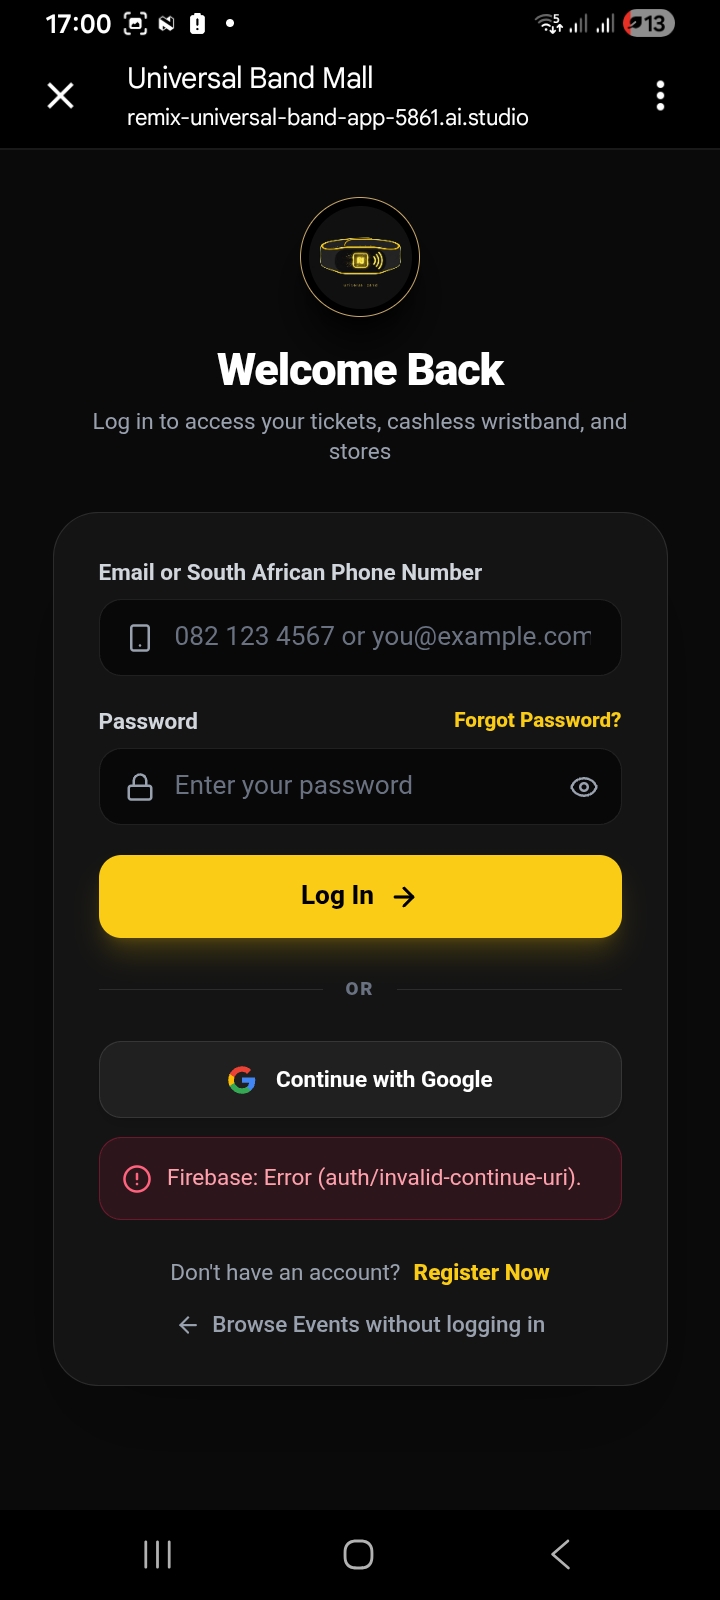 17:00
5
13
Universal Band Mall
remix-universal-band-app-5861.ai.studio
Welcome Back
Log in to access your tickets, cashless wristband, and
stores
Email or South African Phone Number
082 123 4567 or you@example.com
Password
Forgot Password?
Enter your password
Log In
OR
Continue with Google
Firebase: Error (auth/invalid-continue-uri).
Don't have an account? Register Now
Browse Events without logging in